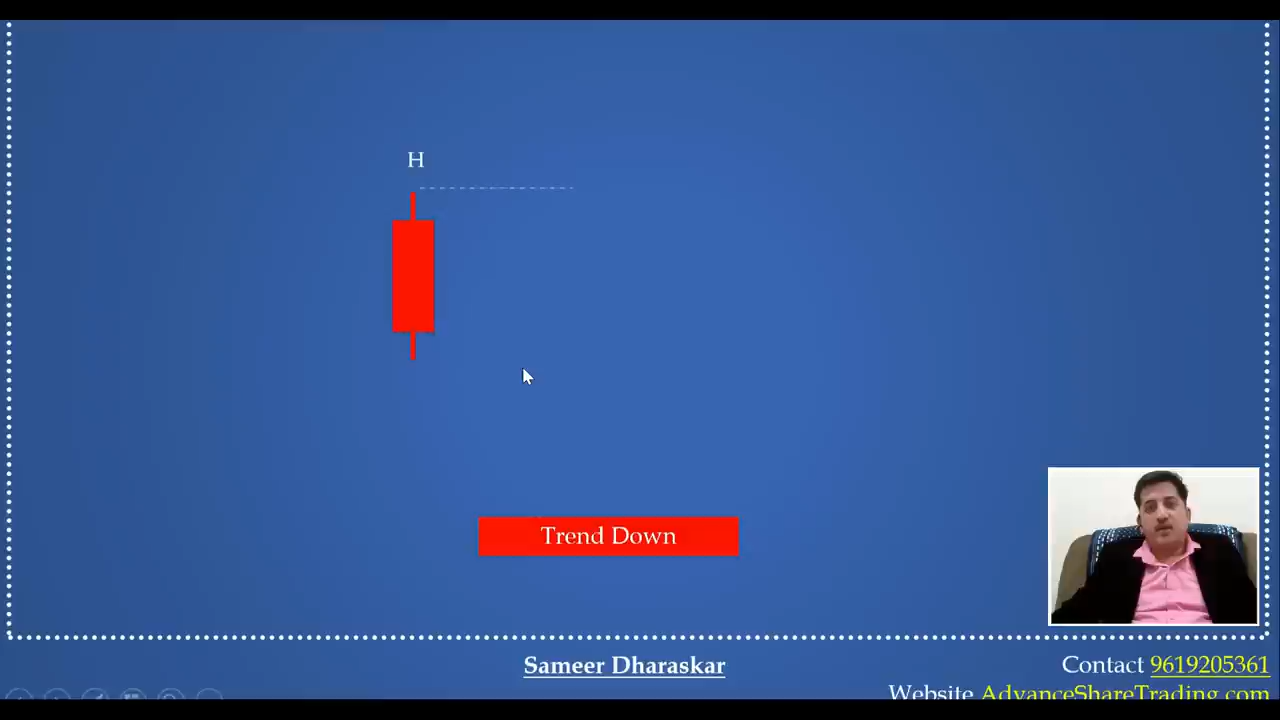 H
Trend Down
Sameer Dharaskar
Contact 9619205361
Website AdvanceShareTrading.com